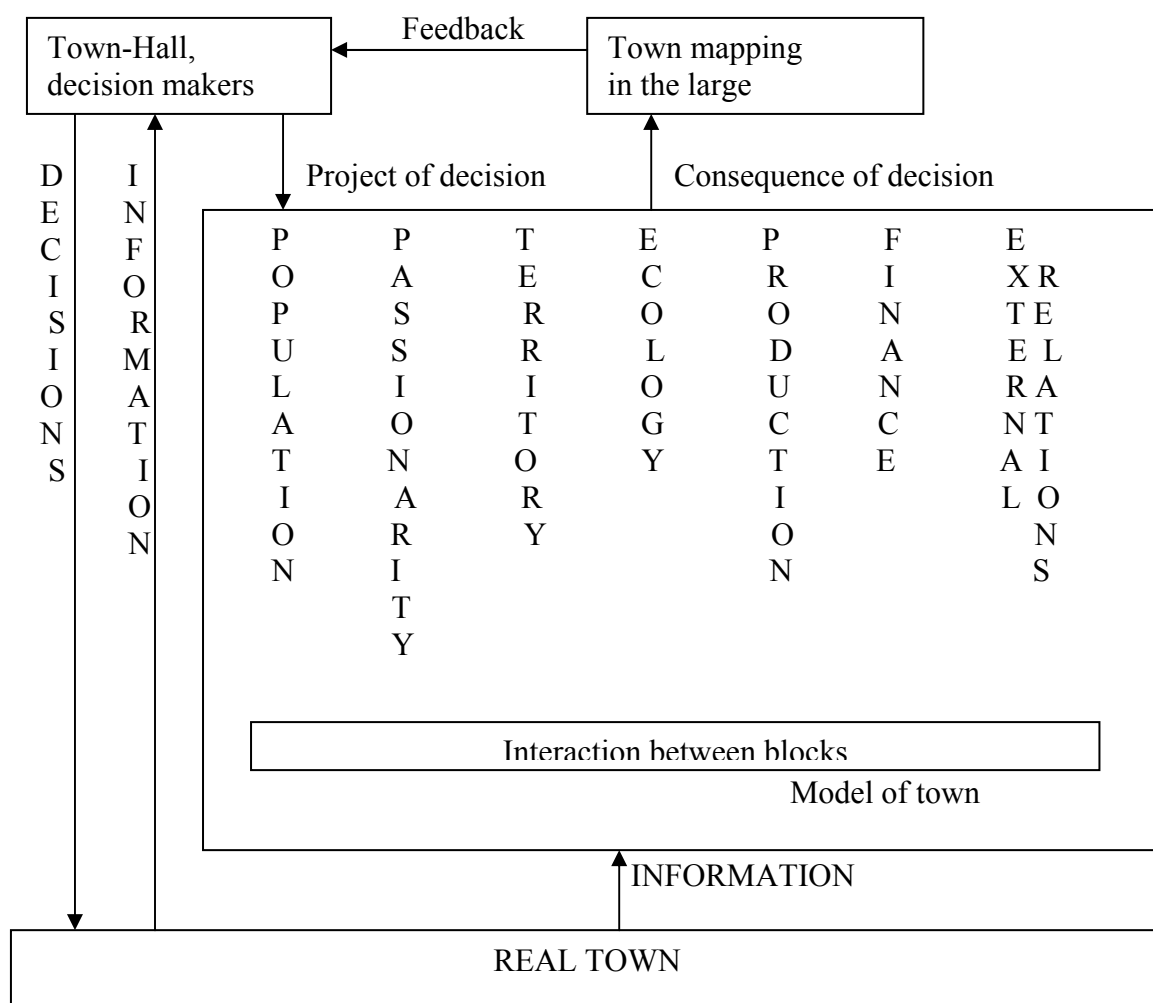 Town-Hall,
decision makers
Feedback
Town mapping
in the large
DECISIONS
INFORMATION
Project of decision
Consequence of decision
POPULATION
PASSIONARITY
TERRITORY
ECOLOGY
PRODUCTION
FINANCE
EXTERNAL
RELATIONS
Interaction between blocks
Model of town
INFORMATION
REAL TOWN